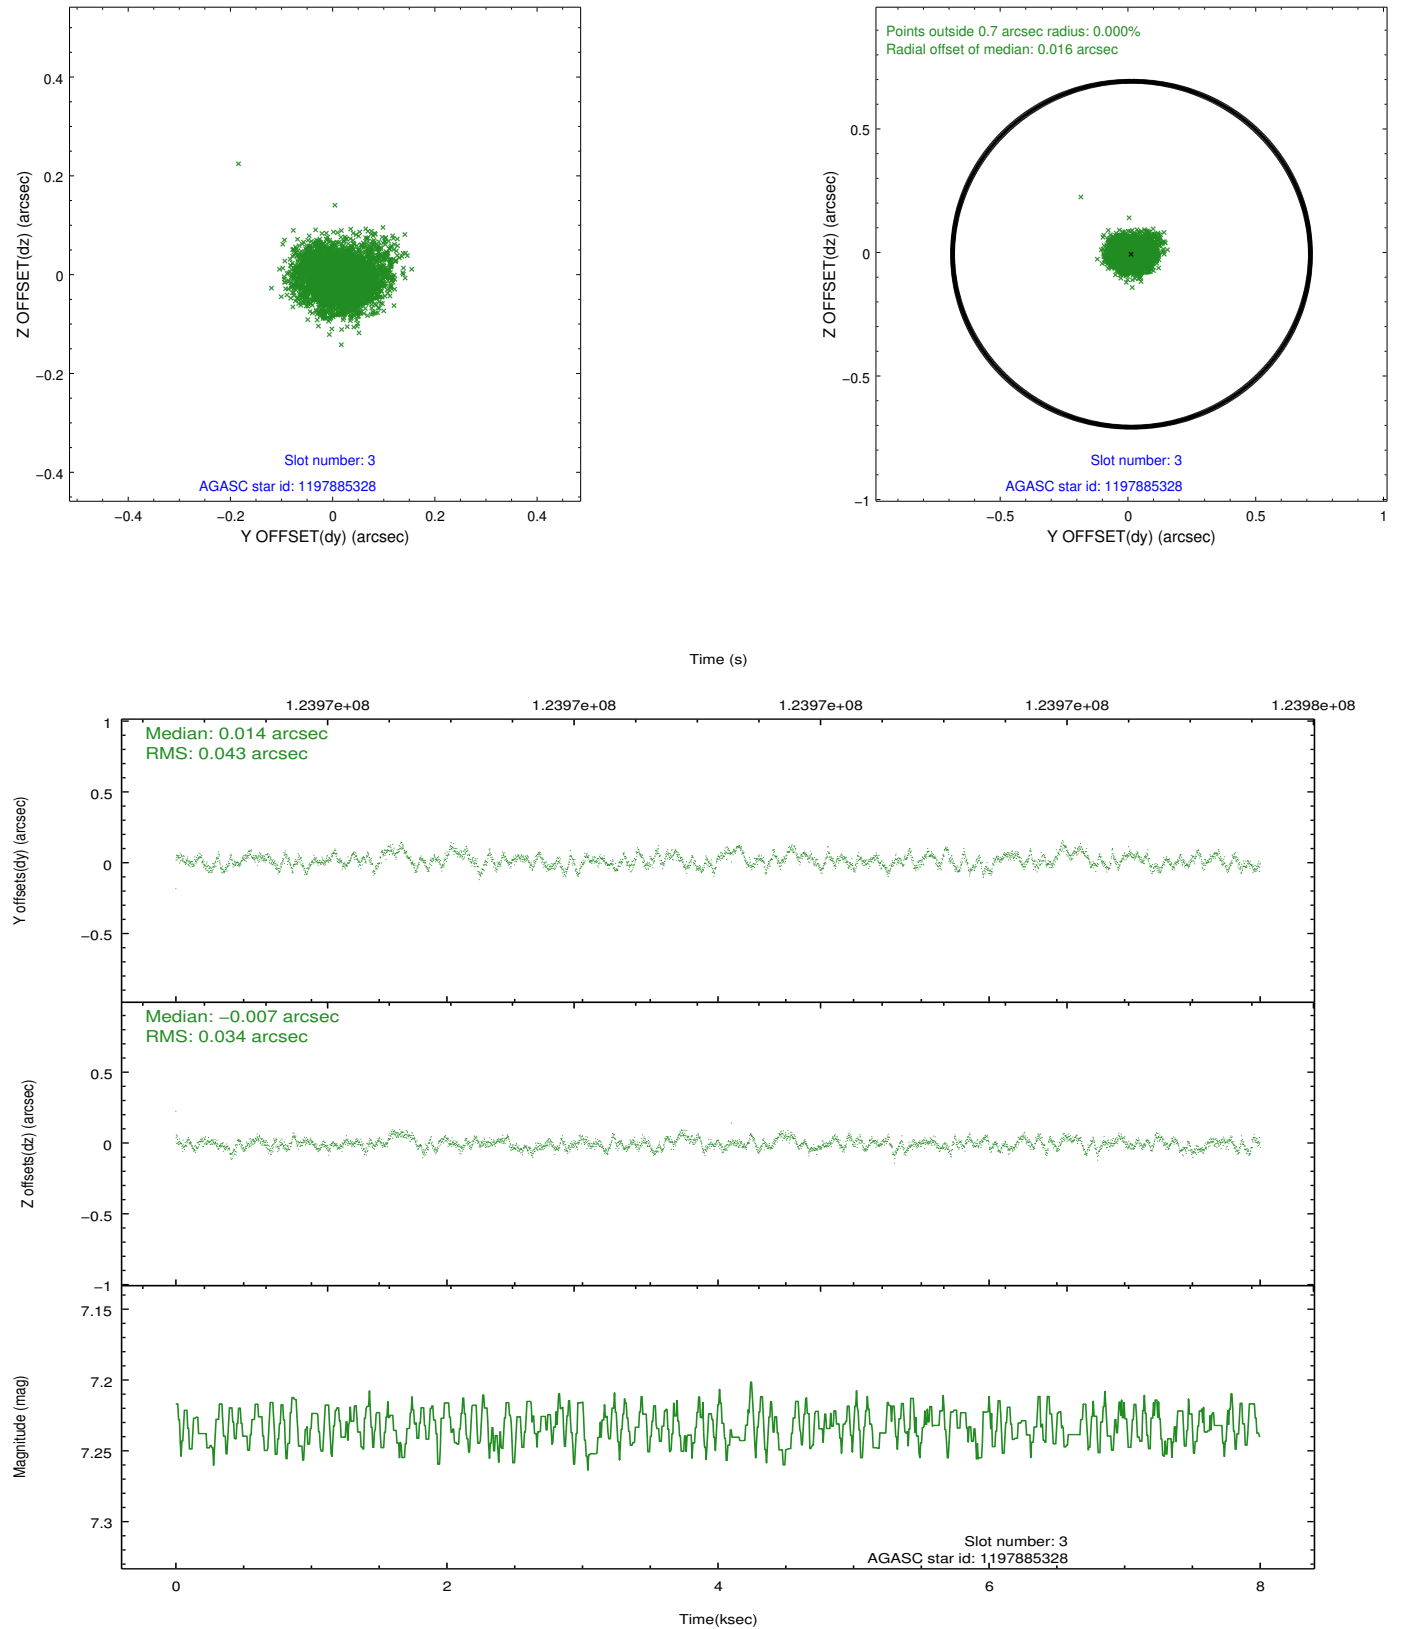 0.4
0.2
0
−0.2
−0.4
Z OFFSET(dz) (arcsec)
Slot number: 3
AGASC star id: 1197885328
−0.4 −0.2 0 0.2 0.4
Y OFFSET(dy) (arcsec)
Points outside 0.7 arcsec radius: 0.000%
Radial offset of median: 0.016 arcsec
0.5
0
−0.5
−1
Z OFFSET(dz) (arcsec)
Slot number: 3
AGASC star id: 1197885328
−0.5 0 0.5 1
Y OFFSET(dy) (arcsec)
Time (s)
1.2397e+08 1.2397e+08 1.2397e+08 1.2397e+08 1.2398e+08
Median: 0.014 arcsec
RMS: 0.043 arcsec
1
0.5
0
−0.5
Y offsets(dy) (arcsec)
Median: −0.007 arcsec
RMS: 0.034 arcsec
0.5
0
−0.5
−1
Z offsets(dz) (arcsec)
7.15
7.2
7.25
7.3
Magnitude (mag)
Slot number: 3
AGASC star id: 1197885328
0 2 4 6 8
Time(ksec)